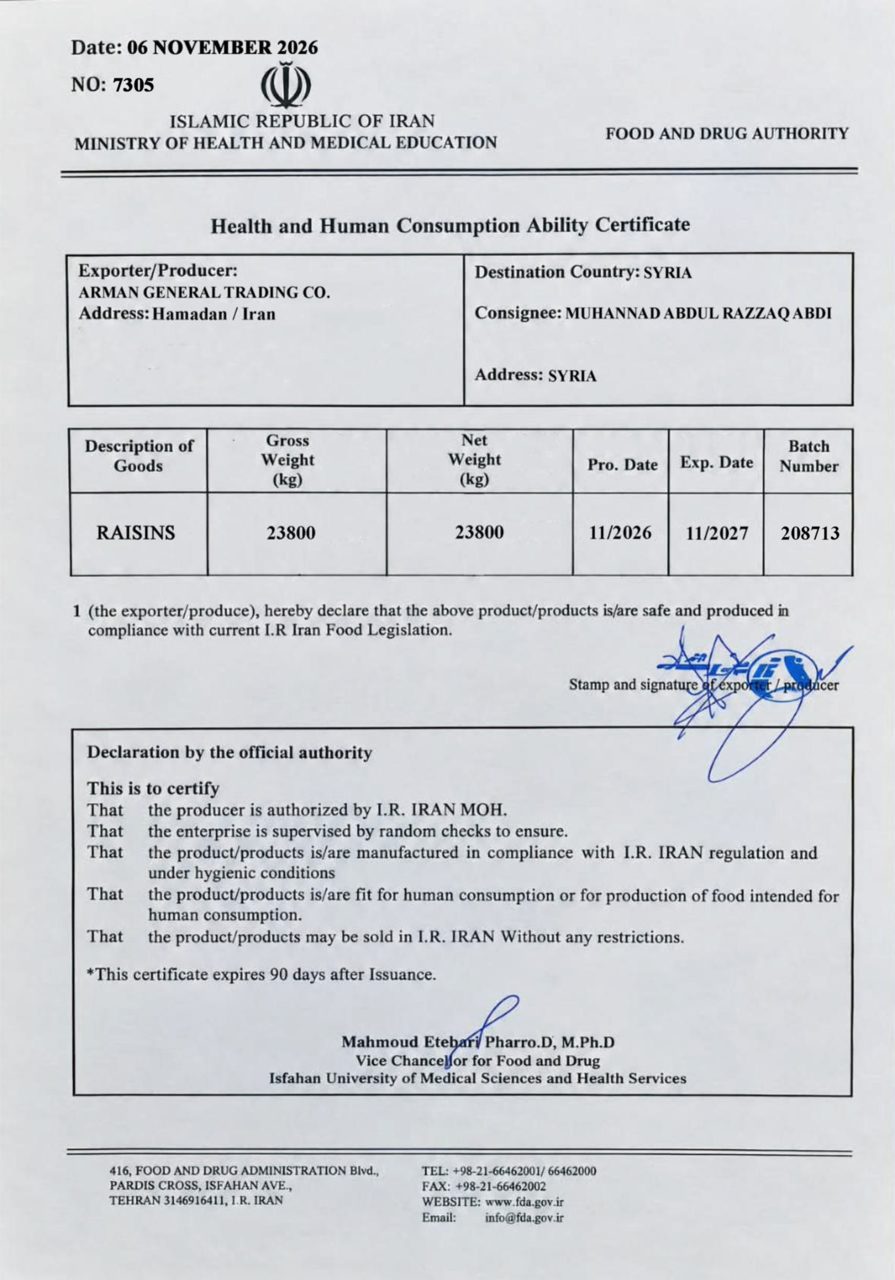 Date: 06 NOVEMBER 2026
NO: 7305
ISLAMIC REPUBLIC OF IRAN
MINISTRY OF HEALTH AND MEDICAL EDUCATION
FOOD AND DRUG AUTHORITY
Health and Human Consumption Ability Certificate
Exporter/Producer:
ARMAN GENERAL TRADING CO.
Address: Hamadan / Iran
Destination Country: SYRIA
Consignee: MUHANNAD ABDUL RAZZAQ ABDI
Address: SYRIA
Description of Goods
Gross Weight (kg)
Net Weight (kg)
Pro. Date
Exp. Date
Batch Number
RAISINS
23800
23800
11/2026
11/2027
208713
1 (the exporter/produce), hereby declare that the above product/products is/are safe and produced in
compliance with current I.R Iran Food Legislation.
Stamp and signature of exporter / producer
Declaration by the official authority
This is to certify
That the producer is authorized by I.R. IRAN MOH.
That the enterprise is supervised by random checks to ensure.
That the product/products is/are manufactured in compliance with I.R. IRAN regulation and
under hygienic conditions
That the product/products is/are fit for human consumption or for production of food intended for
human consumption.
That the product/products may be sold in I.R. IRAN Without any restrictions.
*This certificate expires 90 days after Issuance.
Mahmoud Etebari Pharro.D, M.Ph.D
Vice Chancellor for Food and Drug
Isfahan University of Medical Sciences and Health Services
416, FOOD AND DRUG ADMINISTRATION Blvd.,
PARDIS CROSS, ISFAHAN AVE.,
TEHRAN 3146916411, I.R. IRAN
TEL: +98-21-66462001/ 66462000
FAX: +98-21-66462002
WEBSITE: www.fda.gov.ir
Email: info@fda.gov.ir